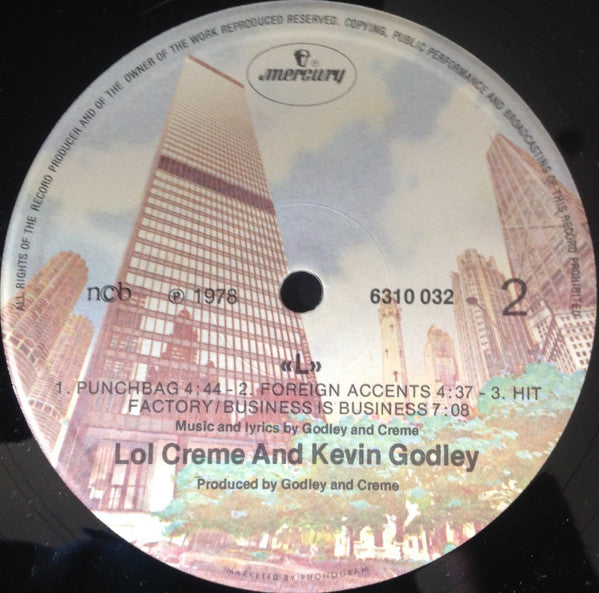 ALL RIGHTS OF THE RECORD PRODUCER AND OF THE OWNER OF THE WORK REPRODUCED RESERVED. COPYING, PUBLIC PERFORMANCE AND BROADCASTING OF THIS RECORD PROHIBITED.
mercury
ncb ℗ 1978 6310 032 2
«L»
1. PUNCHBAG 4:44 - 2. FOREIGN ACCENTS 4:37 - 3. HIT
FACTORY/BUSINESS IS BUSINESS 7:08
Music and lyrics by Godley and Creme
Lol Creme And Kevin Godley
Produced by Godley and Creme
MARKETED BY PHONOGRAM